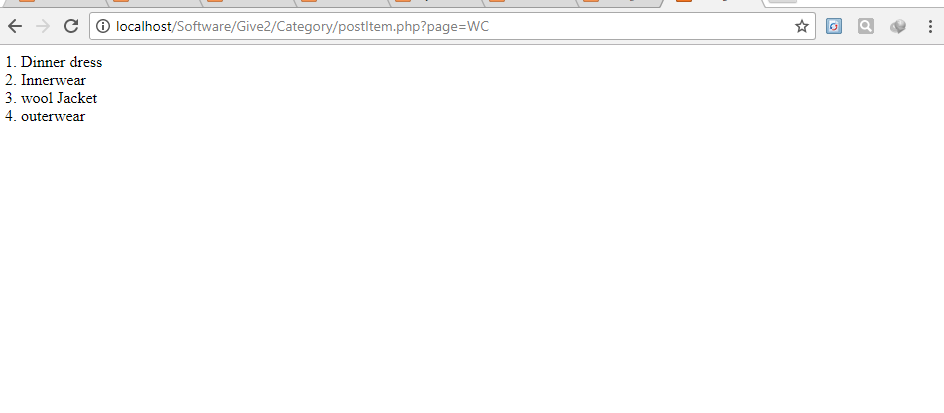 localhost/Software/Give2/Category/postItem.php?page=WC
1. Dinner dress
2. Innerwear
3. wool Jacket
4. outerwear